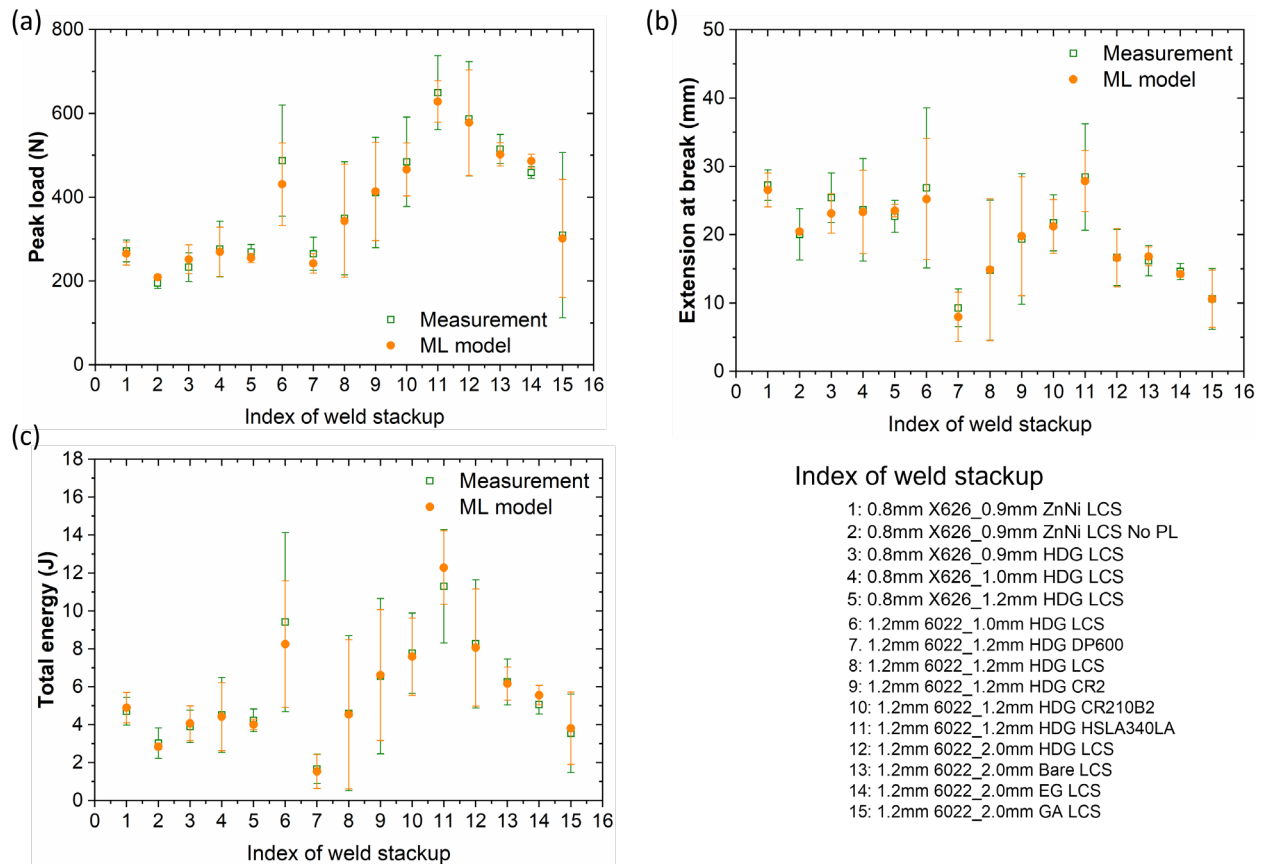 (a)
800
600
400
200
0
Peak load (N)
Measurement
ML model
0 1 2 3 4 5 6 7 8 9 10 11 12 13 14 15 16
Index of weld stackup
(b)
50
40
30
20
10
0
Extension at break (mm)
Measurement
ML model
0 1 2 3 4 5 6 7 8 9 10 11 12 13 14 15 16
Index of weld stackup
(c)
18
16
14
12
10
8
6
4
2
0
Total energy (J)
Measurement
ML model
0 1 2 3 4 5 6 7 8 9 10 11 12 13 14 15 16
Index of weld stackup
Index of weld stackup
1: 0.8mm X626_0.9mm ZnNi LCS
2: 0.8mm X626_0.9mm ZnNi LCS No PL
3: 0.8mm X626_0.9mm HDG LCS
4: 0.8mm X626_1.0mm HDG LCS
5: 0.8mm X626_1.2mm HDG LCS
6: 1.2mm 6022_1.0mm HDG LCS
7. 1.2mm 6022_1.2mm HDG DP600
8: 1.2mm 6022_1.2mm HDG LCS
9: 1.2mm 6022_1.2mm HDG CR2
10: 1.2mm 6022_1.2mm HDG CR210B2
11: 1.2mm 6022_1.2mm HDG HSLA340LA
12: 1.2mm 6022_2.0mm HDG LCS
13: 1.2mm 6022_2.0mm Bare LCS
14: 1.2mm 6022_2.0mm EG LCS
15: 1.2mm 6022_2.0mm GA LCS